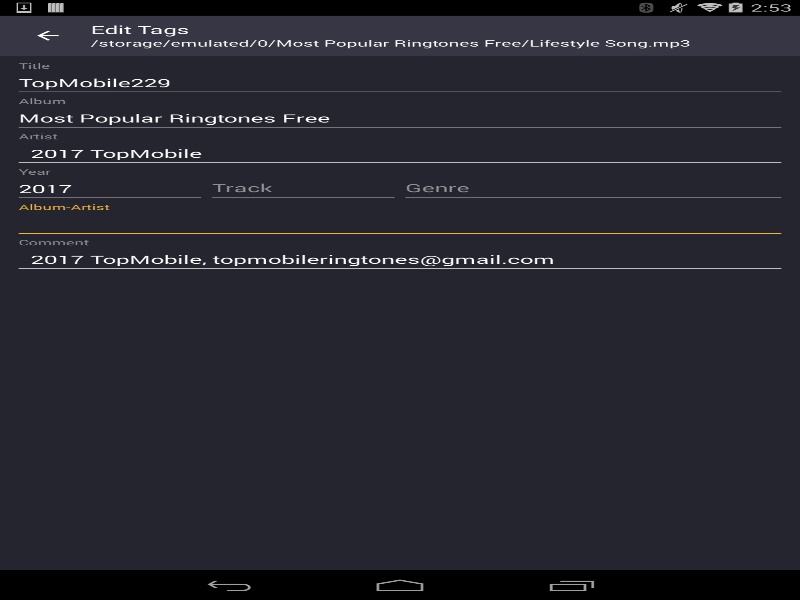 2:53
Edit Tags
/storage/emulated/0/Most Popular Ringtones Free/Lifestyle Song.mp3
Title
TopMobile229
Album
Most Popular Ringtones Free
Artist
2017 TopMobile
Year
2017 Track Genre
Album-Artist
Comment
2017 TopMobile, topmobileringtones@gmail.com